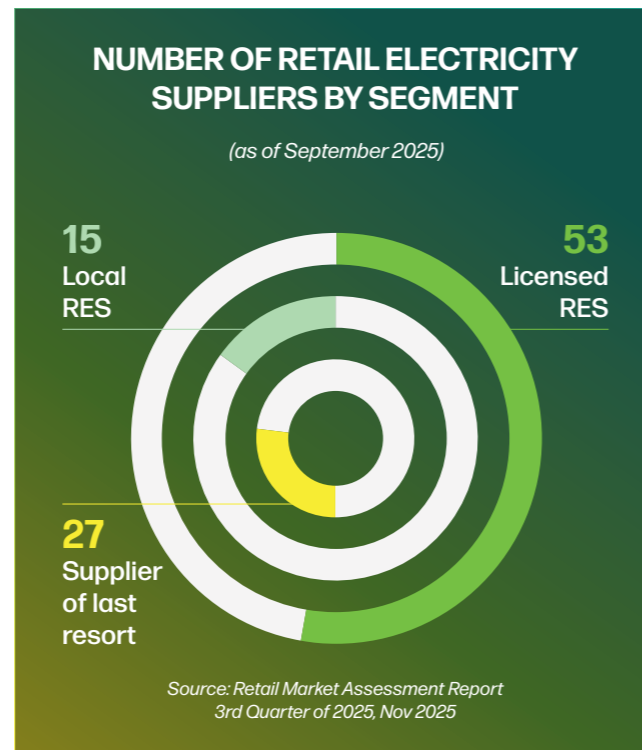 NUMBER OF RETAIL ELECTRICITY
SUPPLIERS BY SEGMENT
(as of September 2025)
15
Local
RES
53
Licensed
RES
27
Supplier
of last
resort
Source: Retail Market Assessment Report
3rd Quarter of 2025, Nov 2025